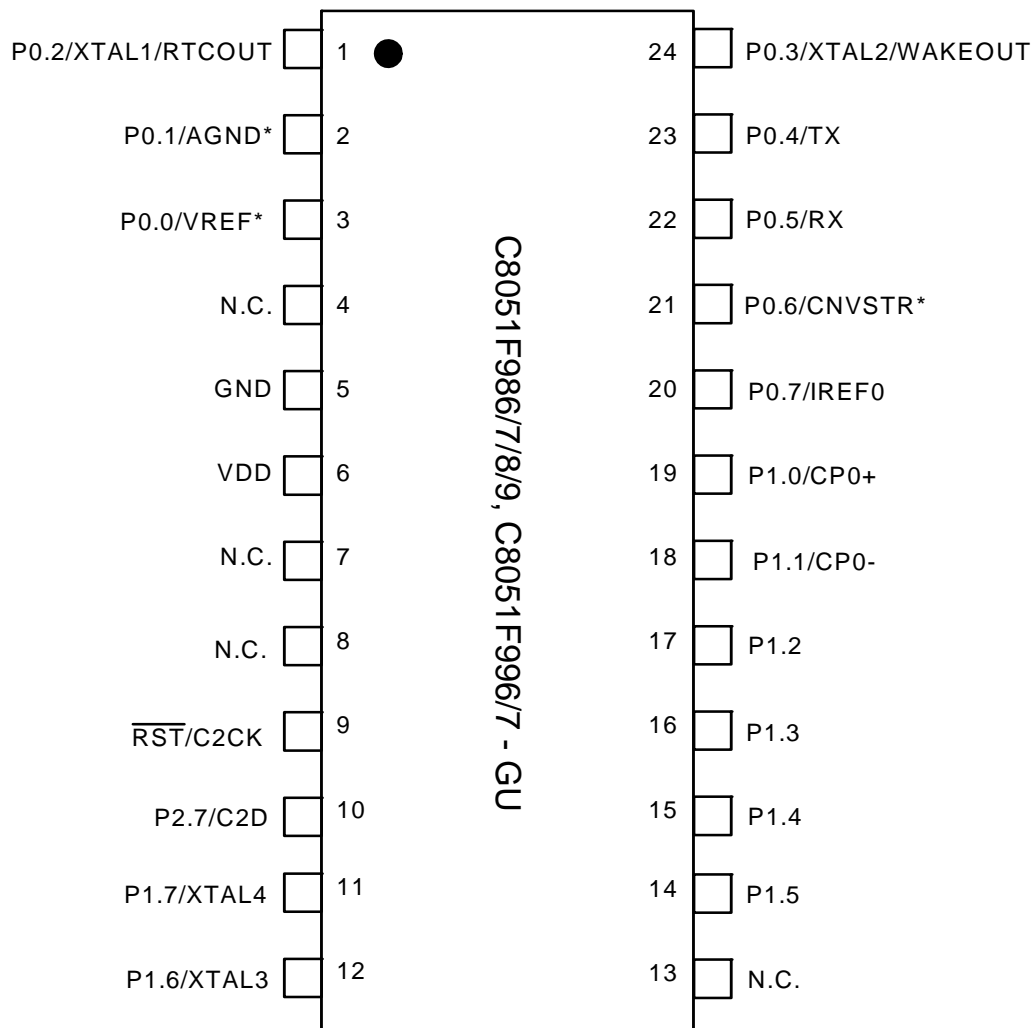 P0.2/XTAL1/RTCOUT 1 24 P0.3/XTAL2/WAKEOUT
P0.1/AGND* 2 23 P0.4/TX
P0.0/VREF* 3 22 P0.5/RX
N.C. 4 21 P0.6/CNVSTR*
GND 5 20 P0.7/IREF0
VDD 6 19 P1.0/CP0+
N.C. 7 18 P1.1/CP0-
N.C. 8 17 P1.2
RST/C2CK 9 16 P1.3
P2.7/C2D 10 15 P1.4
P1.7/XTAL4 11 14 P1.5
P1.6/XTAL3 12 13 N.C.
C8051F986/7/8/9, C8051F996/7 - GU